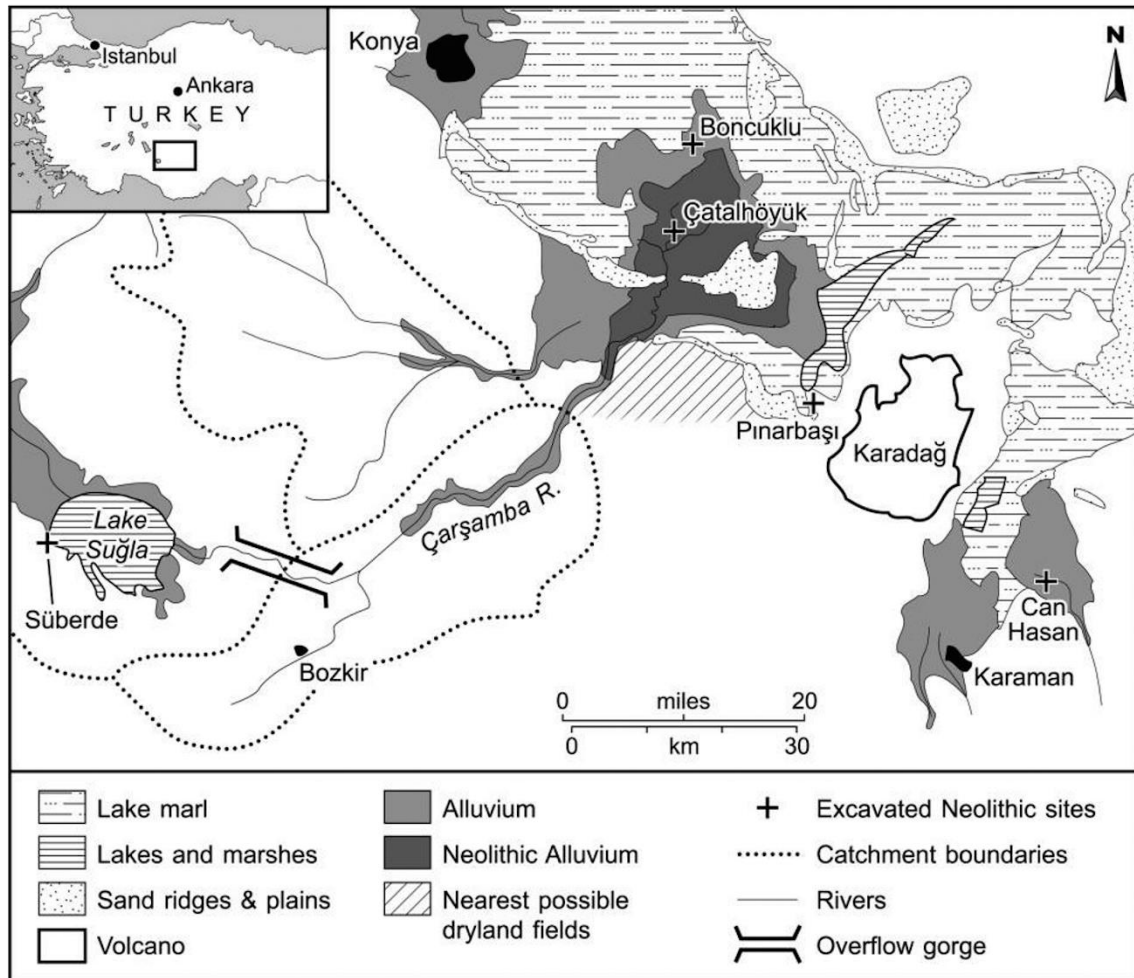 Istanbul
Ankara
TURKEY
Konya
N
Boncuklu
Çatalhöyük
Pınarbaşı
Karadağ
Çarşamba R.
Lake
Suğla
Süberde
Bozkir
Can
Hasan
Karaman
0 miles 20
0 km 30
Lake marl
Lakes and marshes
Sand ridges & plains
Volcano
Alluvium
Neolithic Alluvium
Nearest possible
dryland fields
Excavated Neolithic sites
Catchment boundaries
Rivers
Overflow gorge